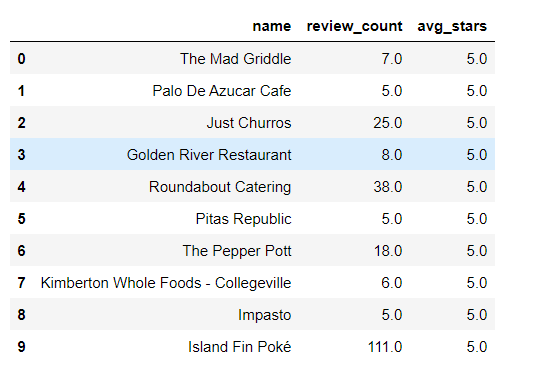 name review_count avg_stars
0 The Mad Griddle 7.0 5.0
1 Palo De Azucar Cafe 5.0 5.0
2 Just Churros 25.0 5.0
3 Golden River Restaurant 8.0 5.0
4 Roundabout Catering 38.0 5.0
5 Pitas Republic 5.0 5.0
6 The Pepper Pott 18.0 5.0
7 Kimberton Whole Foods - Collegeville 6.0 5.0
8 Impasto 5.0 5.0
9 Island Fin Poké 111.0 5.0